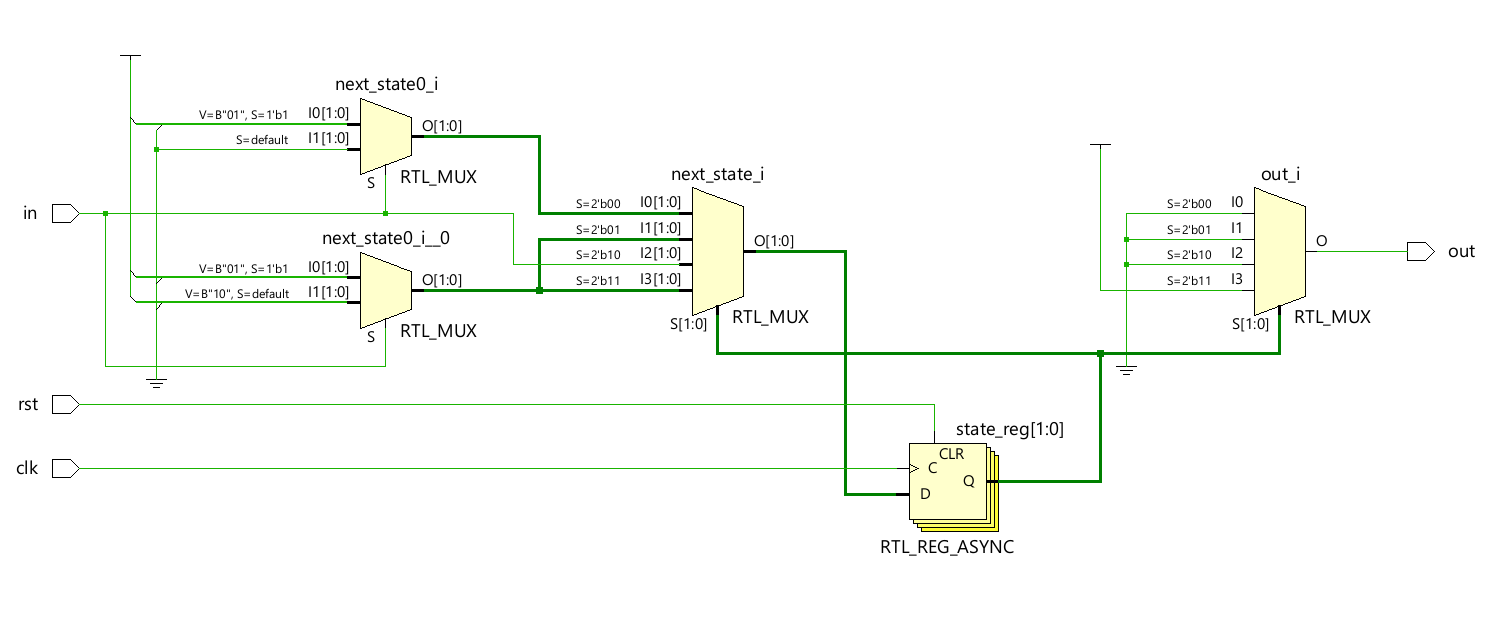 next_state0_i
V=B"01", S=1'b1 I0[1:0]
S=default I1[1:0]
O[1:0]
S
RTL_MUX
in
next_state0_i__0
V=B"01", S=1'b1 I0[1:0]
V=B"10", S=default I1[1:0]
O[1:0]
S
RTL_MUX
next_state_i
S=2'b00 I0[1:0]
S=2'b01 I1[1:0]
S=2'b10 I2[1:0]
S=2'b11 I3[1:0]
O[1:0]
S[1:0]
RTL_MUX
out_i
S=2'b00 I0
S=2'b01 I1
S=2'b10 I2
S=2'b11 I3
O
S[1:0]
RTL_MUX
out
rst
clk
state_reg[1:0]
CLR
C
Q
D
RTL_REG_ASYNC